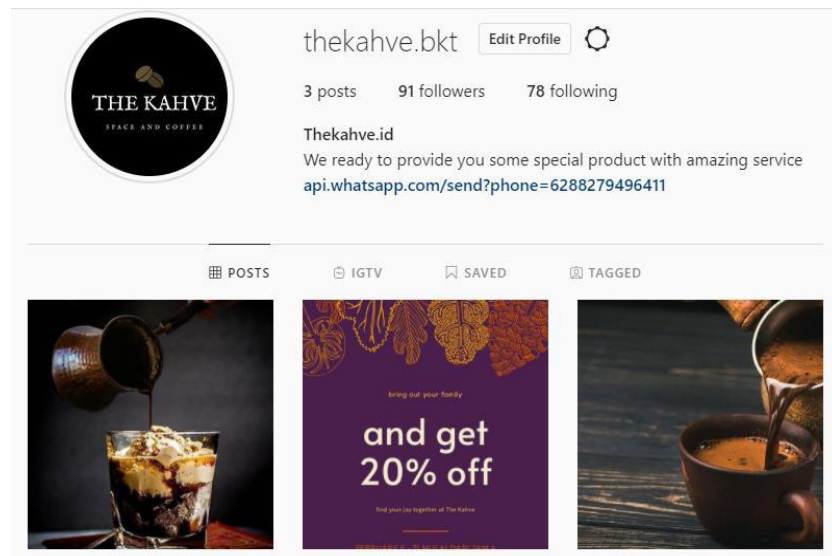 THE KAHVE
SPACE AND COFFEE
thekahve.bkt Edit Profile
3 posts 91 followers 78 following
Thekahve.id
We ready to provide you some special product with amazing service
api.whatsapp.com/send?phone=6288279496411
POSTS IGTV SAVED TAGGED
bring out your family
and get
20% off
find your joy together at The Kahve